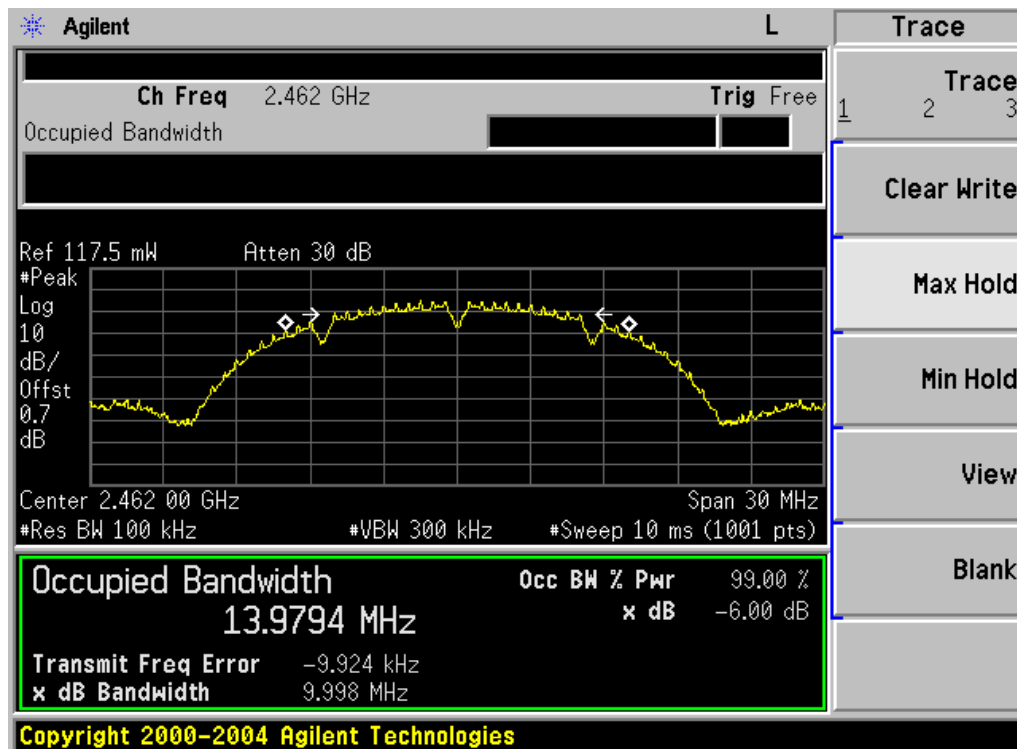 Agilent L Trace
Ch Freq 2.462 GHz Trig Free
Occupied Bandwidth
Trace
1 2 3
Clear Write
Max Hold
Min Hold
View
Blank
Ref 117.5 mW Atten 30 dB
#Peak
Log
10
dB/
Offst
0.7
dB
Center 2.462 00 GHz Span 30 MHz
#Res BW 100 kHz #VBW 300 kHz #Sweep 10 ms (1001 pts)
Occupied Bandwidth Occ BW % Pwr 99.00 %
13.9794 MHz x dB -6.00 dB
Transmit Freq Error -9.924 kHz
x dB Bandwidth 9.998 MHz
Copyright 2000-2004 Agilent Technologies